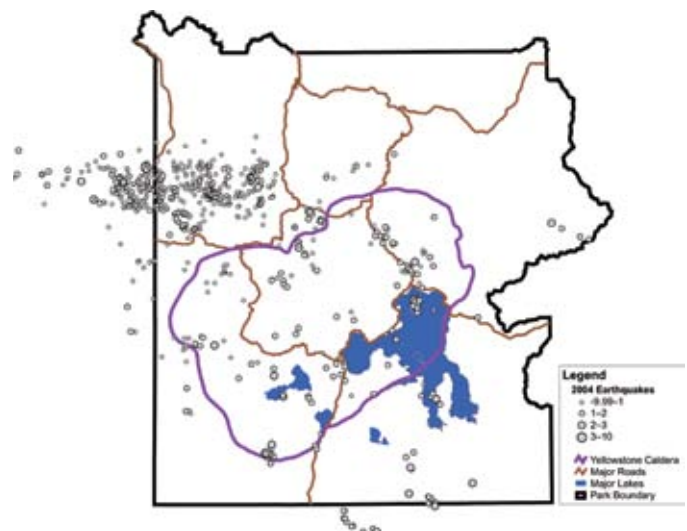 Legend
2004 Earthquakes
-9.99–1
1–2
2–3
3–10
Yellowstone Caldera
Major Roads
Major Lakes
Park Boundary